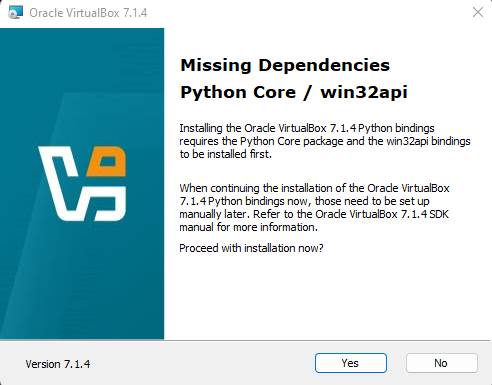 Oracle VirtualBox 7.1.4
Missing Dependencies
Python Core / win32api
Installing the Oracle VirtualBox 7.1.4 Python bindings
requires the Python Core package and the win32api bindings
to be installed first.
When continuing the installation of the Oracle VirtualBox
7.1.4 Python bindings now, those need to be set up
manually later. Refer to the Oracle VirtualBox 7.1.4 SDK
manual for more information.
Proceed with installation now?
Version 7.1.4
Yes
No